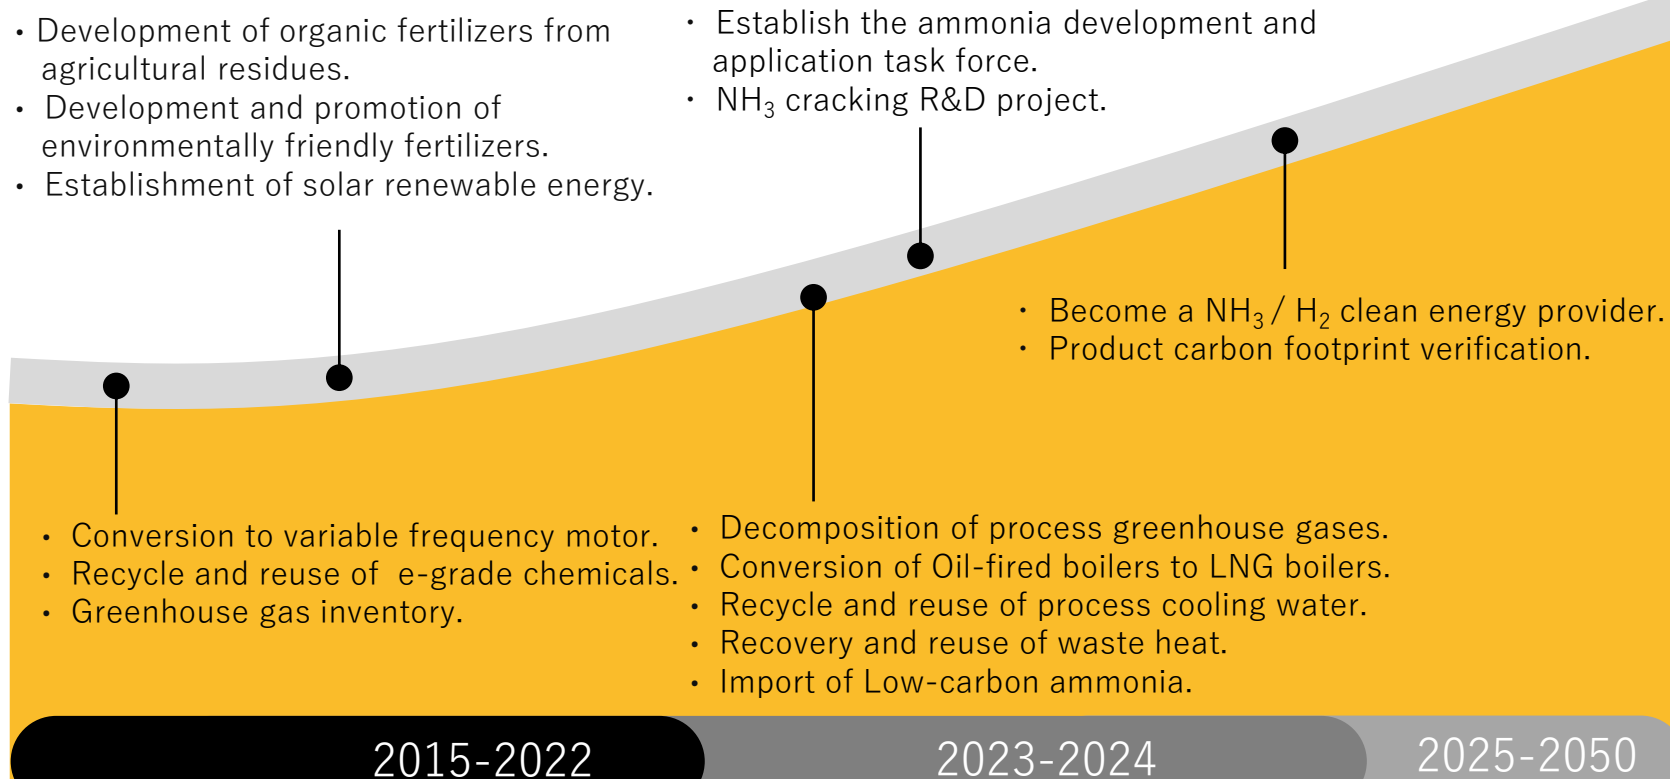 ・Development of organic fertilizers from
agricultural residues.
・Development and promotion of
environmentally friendly fertilizers.
・Establishment of solar renewable energy.
・Establish the ammonia development and
application task force.
・NH₃ cracking R&D project.
・Become a NH₃ / H₂ clean energy provider.
・Product carbon footprint verification.
・Conversion to variable frequency motor.
・Recycle and reuse of e-grade chemicals.
・Greenhouse gas inventory.
・Decomposition of process greenhouse gases.
・Conversion of Oil-fired boilers to LNG boilers.
・Recycle and reuse of process cooling water.
・Recovery and reuse of waste heat.
・Import of Low-carbon ammonia.
2015-2022
2023-2024
2025-2050